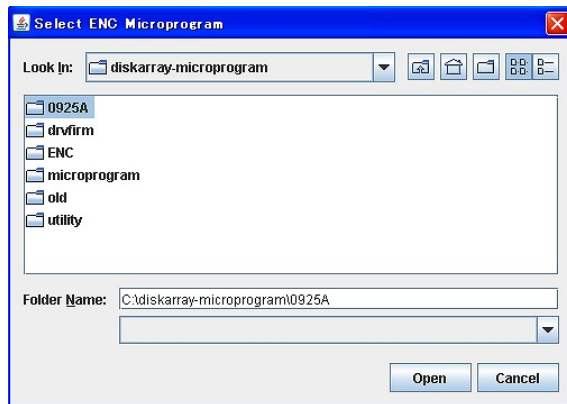 Select ENC Microprogram
Look In: diskarray-microprogram
0925A
drvfirm
ENC
microprogram
old
utility
Folder Name: C:\diskarray-microprogram\0925A
Open Cancel